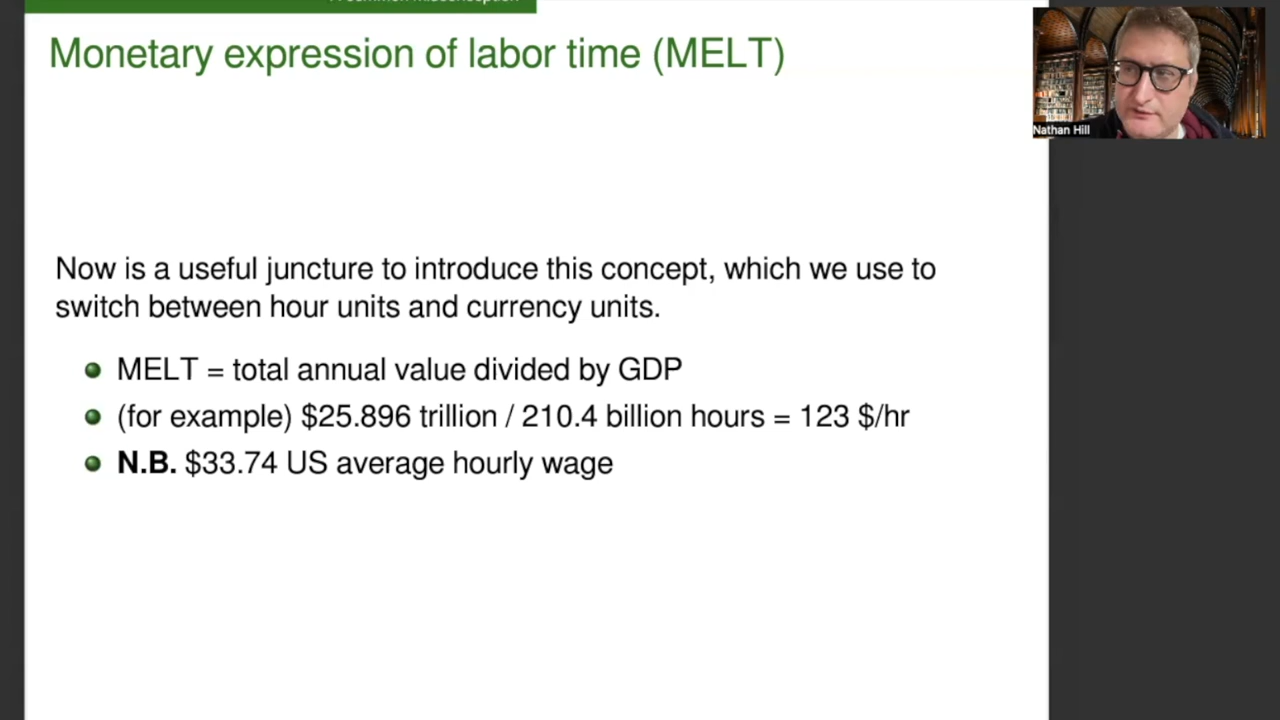 Monetary expression of labor time (MELT)
Nathan Hill
Now is a useful juncture to introduce this concept, which we use to
switch between hour units and currency units.
MELT = total annual value divided by GDP
(for example) $25.896 trillion / 210.4 billion hours = 123 $/hr
N.B. $33.74 US average hourly wage